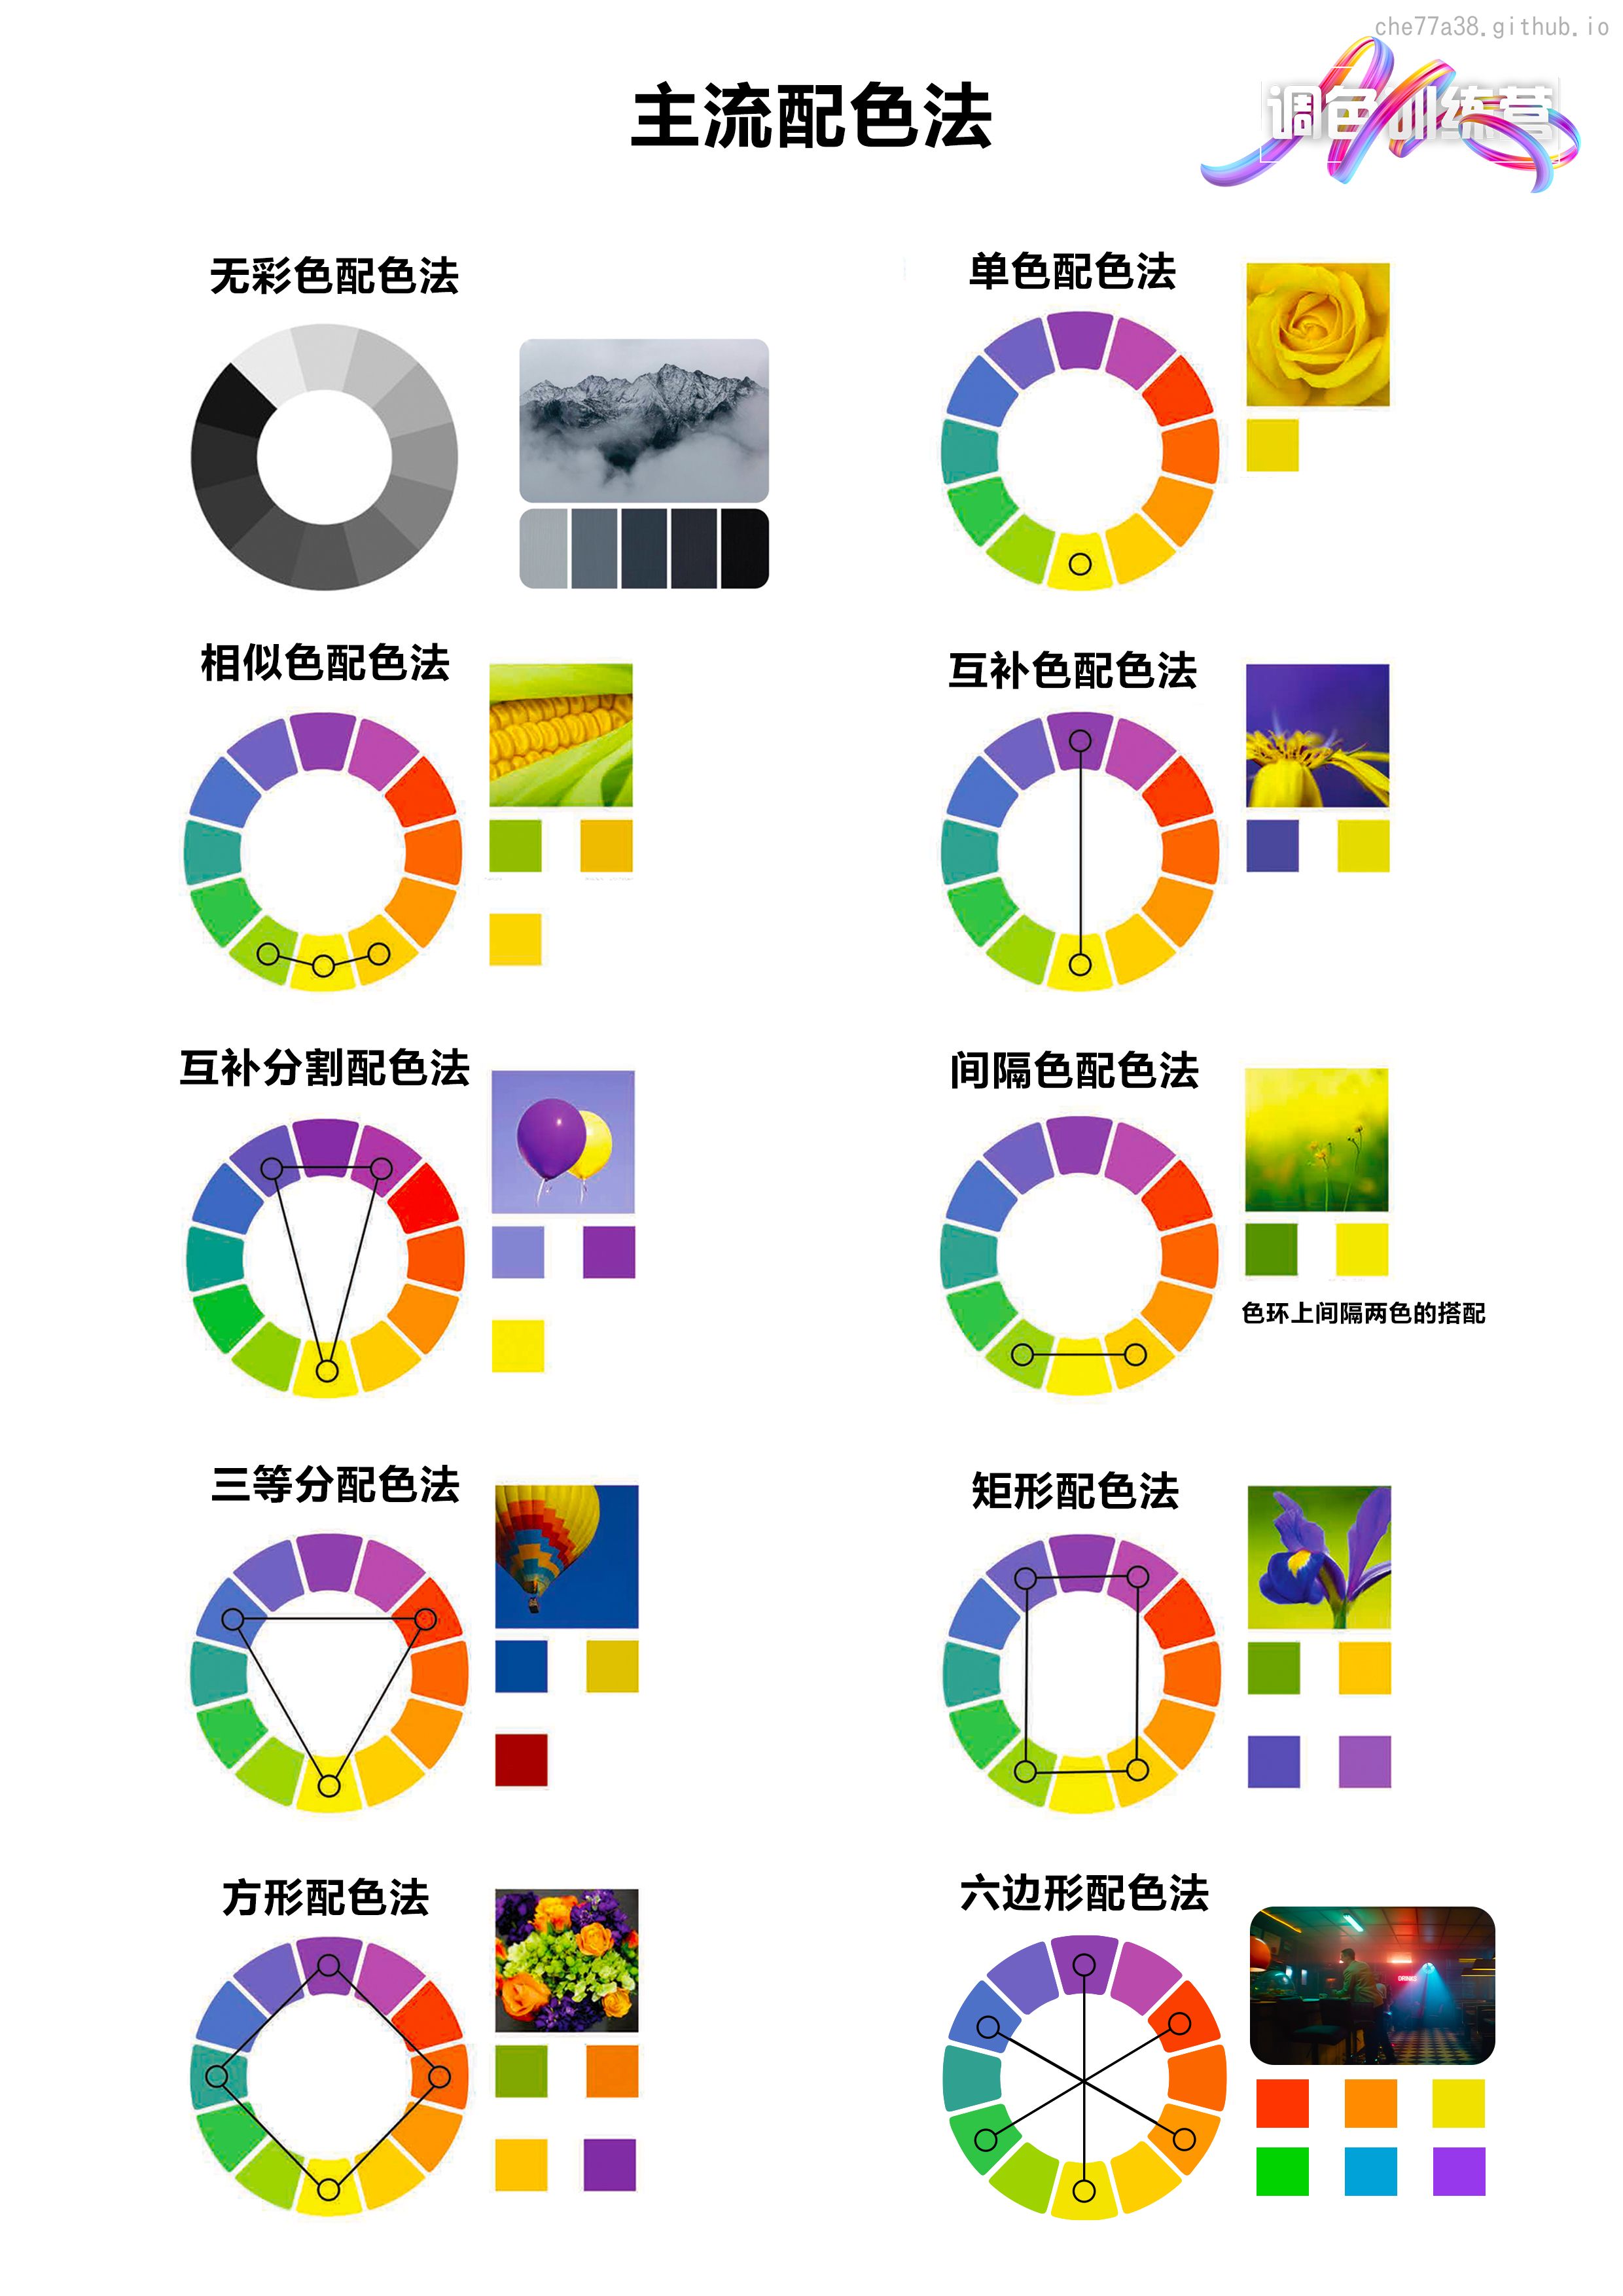 che77a38.github.io
主流配色法
调色训练营
无彩色配色法
单色配色法
相似色配色法
互补色配色法
互补分割配色法
间隔色配色法
色环上间隔两色的搭配
三等分配色法
矩形配色法
方形配色法
六边形配色法